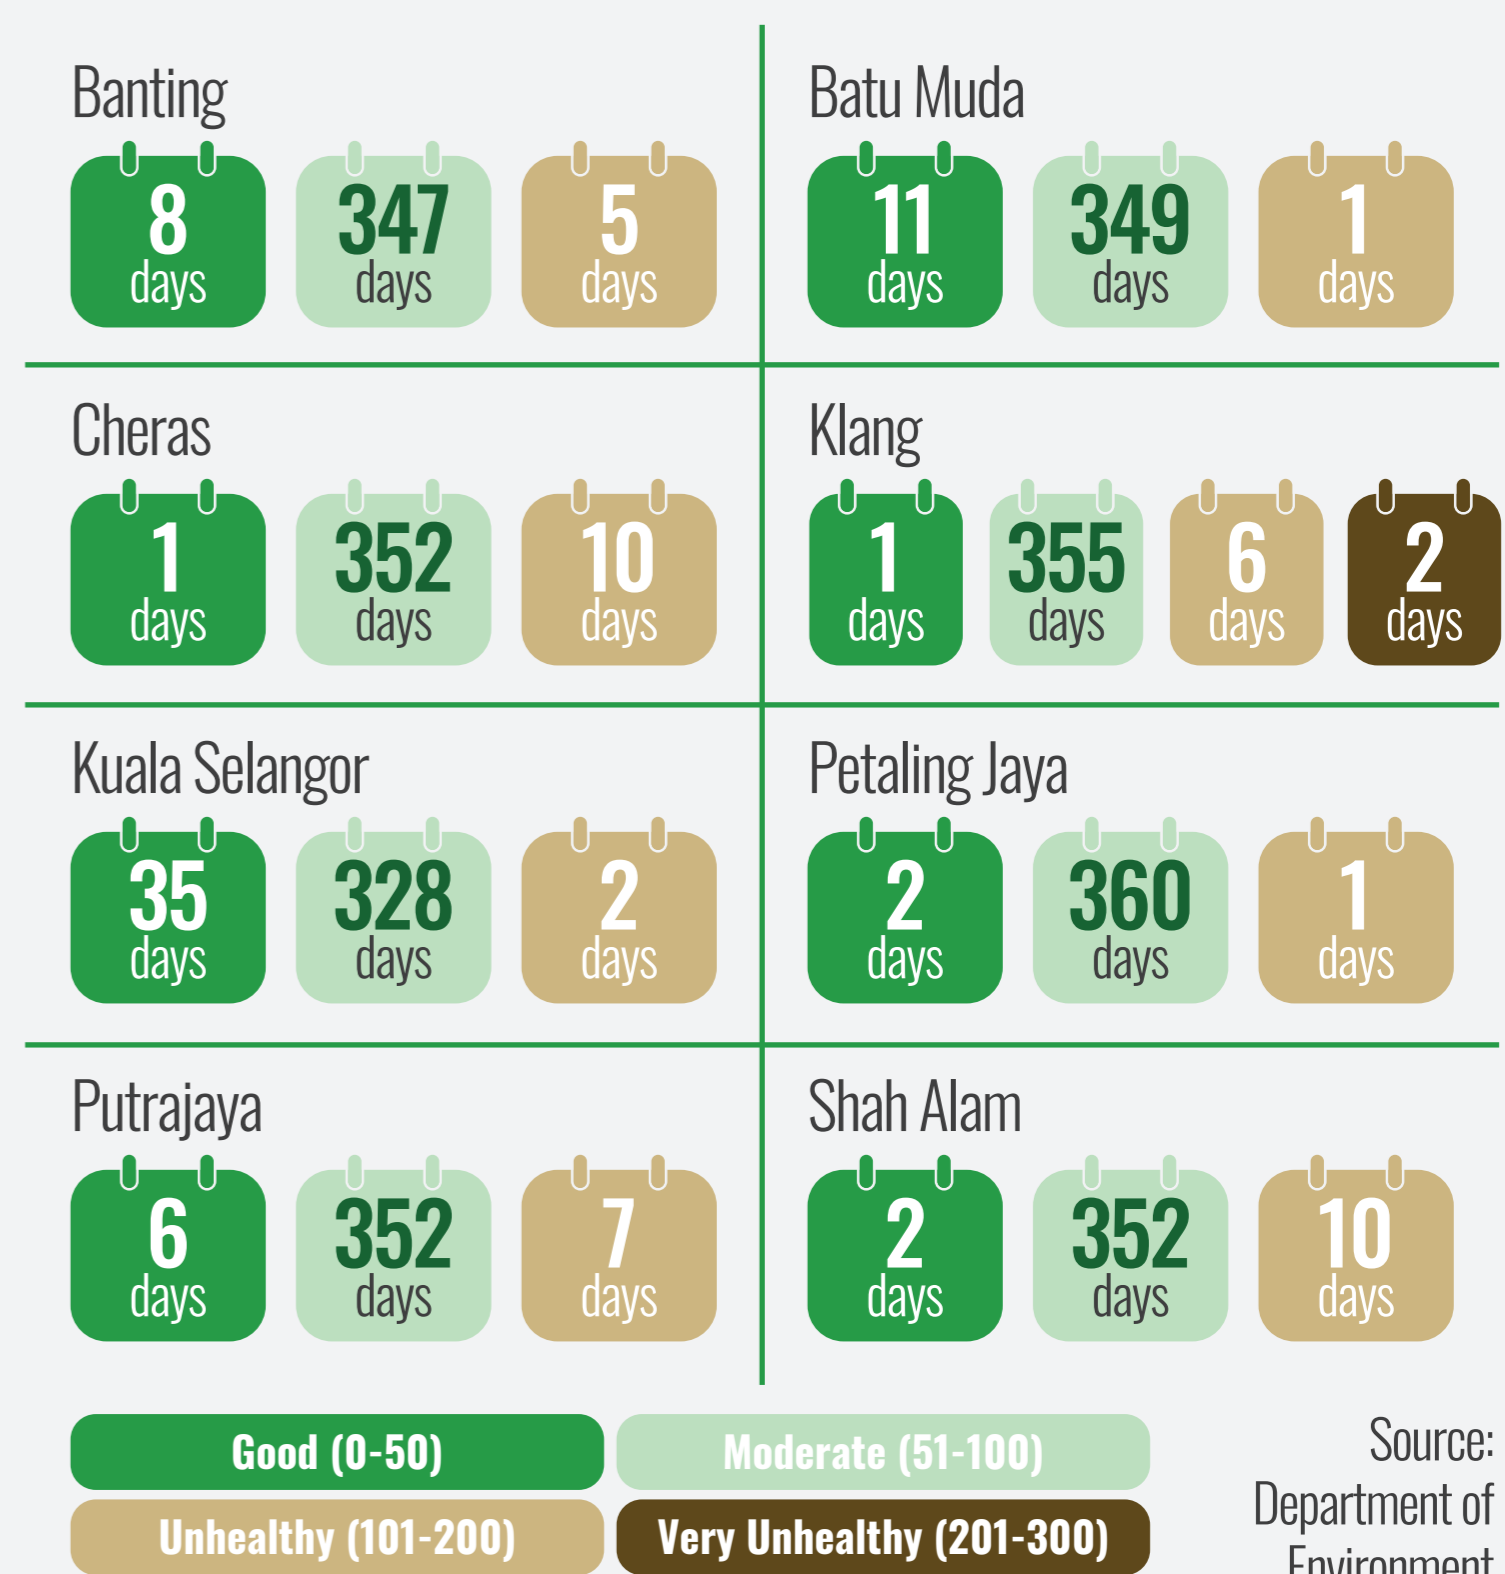 Banting
8 347 5
days days days
Batu Muda
11 349 1
days days days
Cheras
1 352 10
days days days
Klang
1 355 6 2
days days days days
Kuala Selangor
35 328 2
days days days
Petaling Jaya
2 360 1
days days days
Putrajaya
6 352 7
days days days
Shah Alam
2 352 10
days days days
Good (0-50)
Moderate (51-100)
Unhealthy (101-200)
Very Unhealthy (201-300)
Source:
Department of
Environment